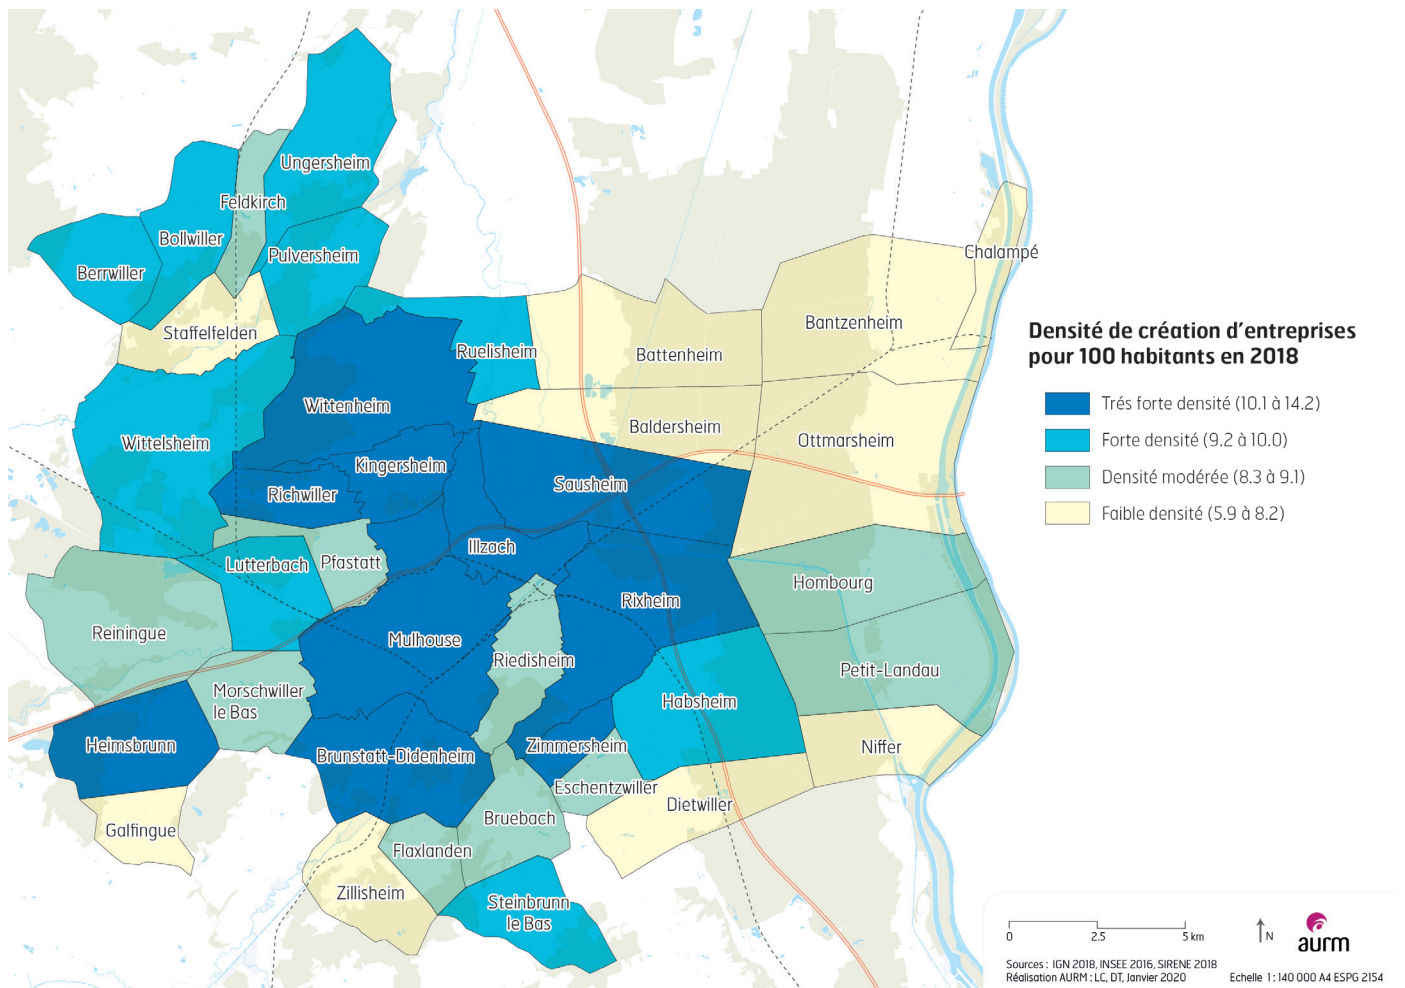 Ungersheim
Feldkirch
Bollwiller
Pulversheim
Berrwiller
Chalampé
Staffelfelden
Bantzenheim
Ruelisheim
Battenheim
Wittenheim
Baldersheim
Wittelsheim
Ottmarsheim
Kingersheim
Richwiller
Sausheim
Illzach
Lutterbach
Pfastatt
Hombourg
Rixheim
Reiningue
Mulhouse
Riedisheim
Petit-Landau
Morschwiller
le Bas
Habsheim
Heimsbrunn
Brunstatt-Didenheim
Zimmersheim
Niffer
Eschentzwiller
Dietwiller
Galfingue
Bruebach
Flaxlanden
Zillisheim
Steinbrunn
le Bas
Densité de création d'entreprises
pour 100 habitants en 2018
Trés forte densité (10.1 à 14.2)
Forte densité (9.2 à 10.0)
Densité modérée (8.3 à 9.1)
Faible densité (5.9 à 8.2)
0 2.5 5 km
N
aurm
Sources : IGN 2018, INSEE 2016, SIRENE 2018
Réalisation AURM : LC, DT, Janvier 2020
Echelle 1 : 140 000 A4 ESPG 2154